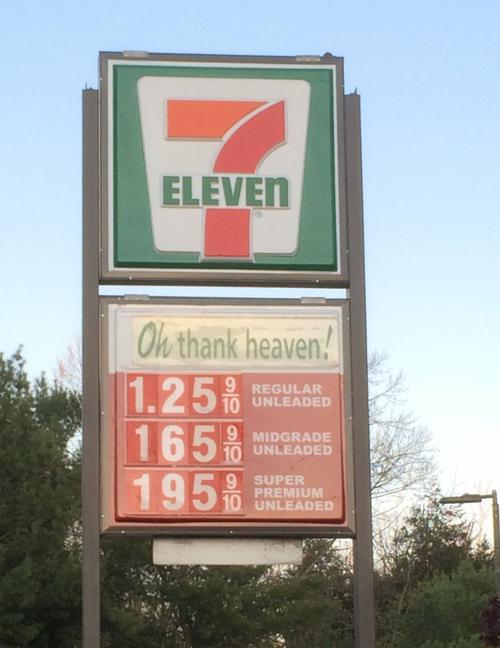 7
ELEVEn
®
Oh thank heaven!
1.25 9/10 REGULAR
UNLEADED
165 9/10 MIDGRADE
UNLEADED
195 9/10 SUPER
PREMIUM
UNLEADED